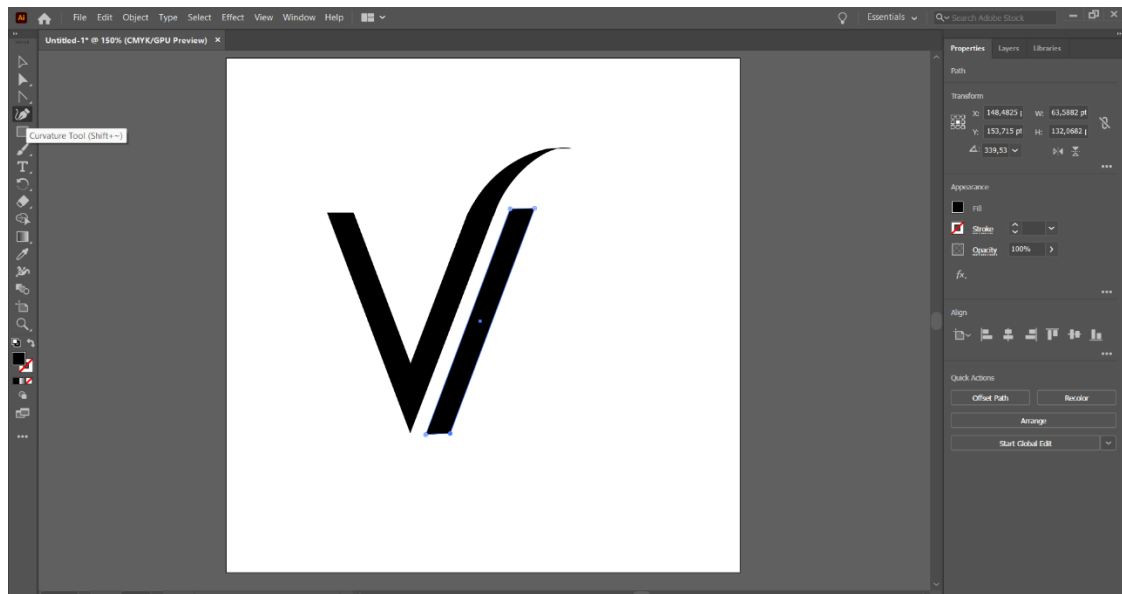 Ai File Edit Object Type Select Effect View Window Help Essentials Search Adobe Stock
Untitled-1* @ 150% (CMYK/GPU Preview) ×
Curvature Tool (Shift+~)
T
Properties Layers Libraries
Path
Transform
X: 148,4825 W: 63,5882 pt
Y: 153,715 pt H: 132,0682
339,53
Appearance
Fill
Stroke
Opacity 100%
fx.
Align
Quick Actions
Offset Path Recolor
Arrange
Start Global Edit